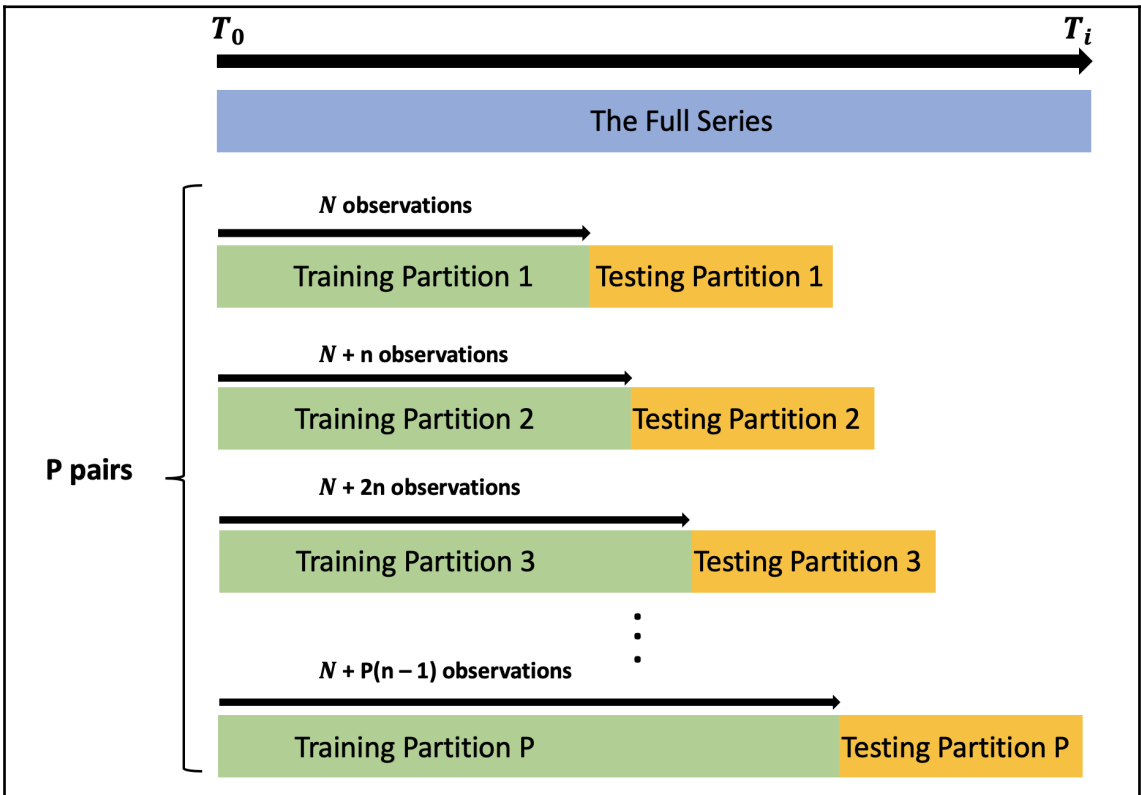 T₀ Tᵢ
The Full Series
N observations
Training Partition 1 Testing Partition 1
N + n observations
Training Partition 2 Testing Partition 2
P pairs
N + 2n observations
Training Partition 3 Testing Partition 3
N + P(n – 1) observations
Training Partition P Testing Partition P